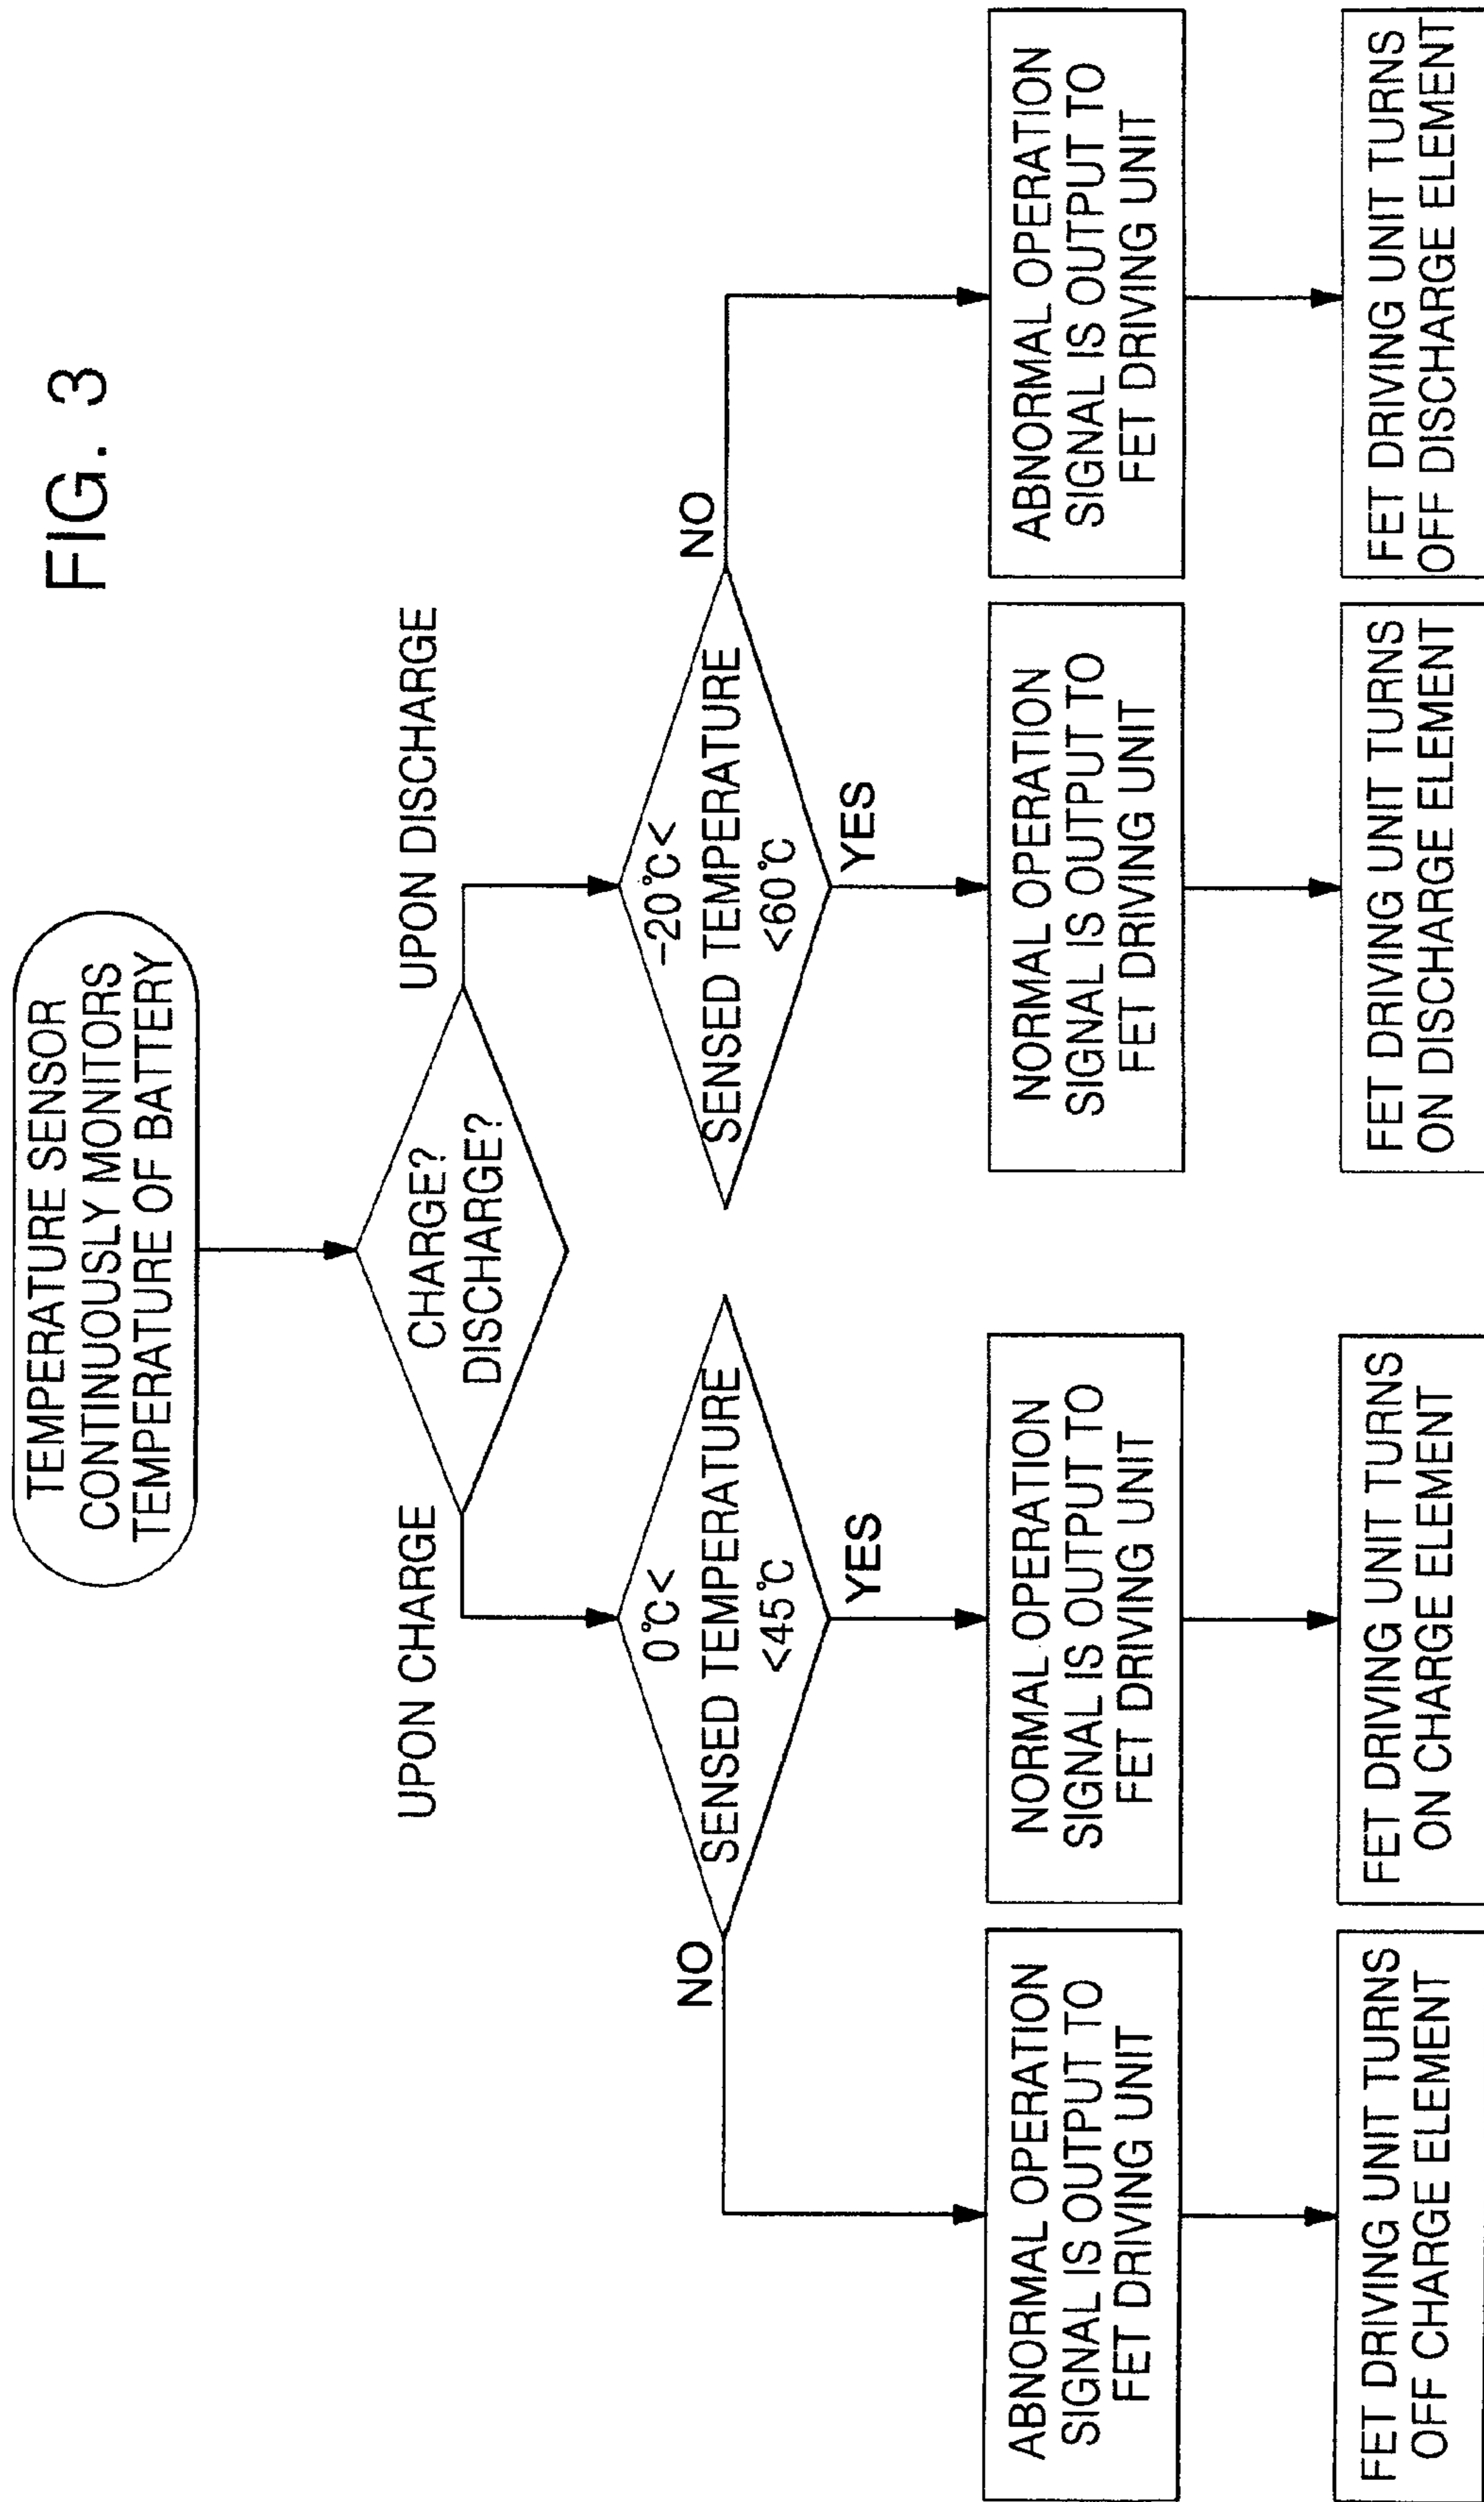 FIG. 3
TEMPERATURE SENSOR
CONTINUOUSLY MONITORS
TEMPERATURE OF BATTERY
CHARGE?
DISCHARGE?
UPON CHARGE
UPON DISCHARGE
0°C<
SENSED TEMPERATURE
<45°C
NO
YES
-20°C<
SENSED TEMPERATURE
<60°C
YES
NO
ABNORMAL OPERATION
SIGNAL IS OUTPUT TO
FET DRIVING UNIT
NORMAL OPERATION
SIGNAL IS OUTPUT TO
FET DRIVING UNIT
NORMAL OPERATION
SIGNAL IS OUTPUT TO
FET DRIVING UNIT
ABNORMAL OPERATION
SIGNAL IS OUTPUT TO
FET DRIVING UNIT
FET DRIVING UNIT TURNS
OFF CHARGE ELEMENT
FET DRIVING UNIT TURNS
ON CHARGE ELEMENT
FET DRIVING UNIT TURNS
ON DISCHARGE ELEMENT
FET DRIVING UNIT TURNS
OFF DISCHARGE ELEMENT